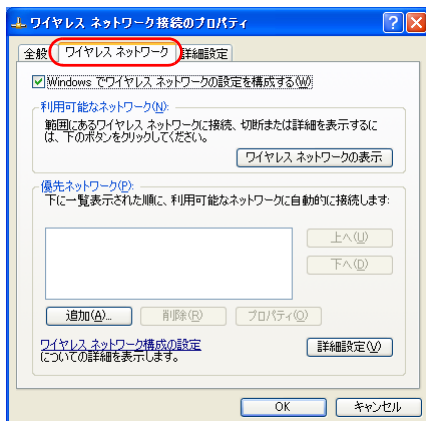 ワイヤレス ネットワーク接続のプロパティ
全般
ワイヤレス ネットワーク
詳細設定
Windows でワイヤレス ネットワークの設定を構成する(W)
利用可能なネットワーク(N):
範囲にあるワイヤレス ネットワークに接続、切断または詳細を表示するに
は、下のボタンをクリックしてください。
ワイヤレス ネットワークの表示
優先ネットワーク(P):
下に一覧表示された順に、利用可能なネットワークに自動的に接続します:
上へ(U)
下へ(D)
追加(A)...
削除(R)
プロパティ(O)
ワイヤレス ネットワーク構成の設定
についての詳細を表示します。
詳細設定(V)
OK
キャンセル